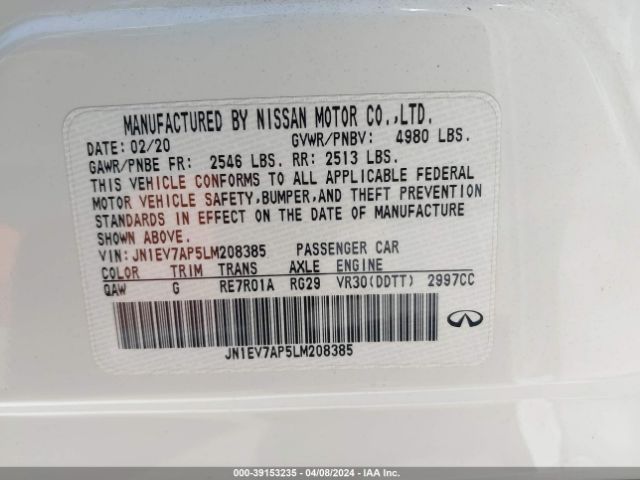 MANUFACTURED BY NISSAN MOTOR CO.,LTD.
DATE: 02/20 GVWR/PNBV: 4980 LBS.
GAWR/PNBE FR: 2546 LBS. RR: 2513 LBS.
THIS VEHICLE CONFORMS TO ALL APPLICABLE FEDERAL
MOTOR VEHICLE SAFETY,BUMPER,AND THEFT PREVENTION
STANDARDS IN EFFECT ON THE DATE OF MANUFACTURE
SHOWN ABOVE.
VIN: JN1EV7AP5LM208385 PASSENGER CAR
COLOR TRIM TRANS AXLE ENGINE
QAW G RE7R01A RG29 VR30(DDTT) 2997CC
JN1EV7AP5LM208385
000-39153235 - 04/08/2024 - IAA Inc.